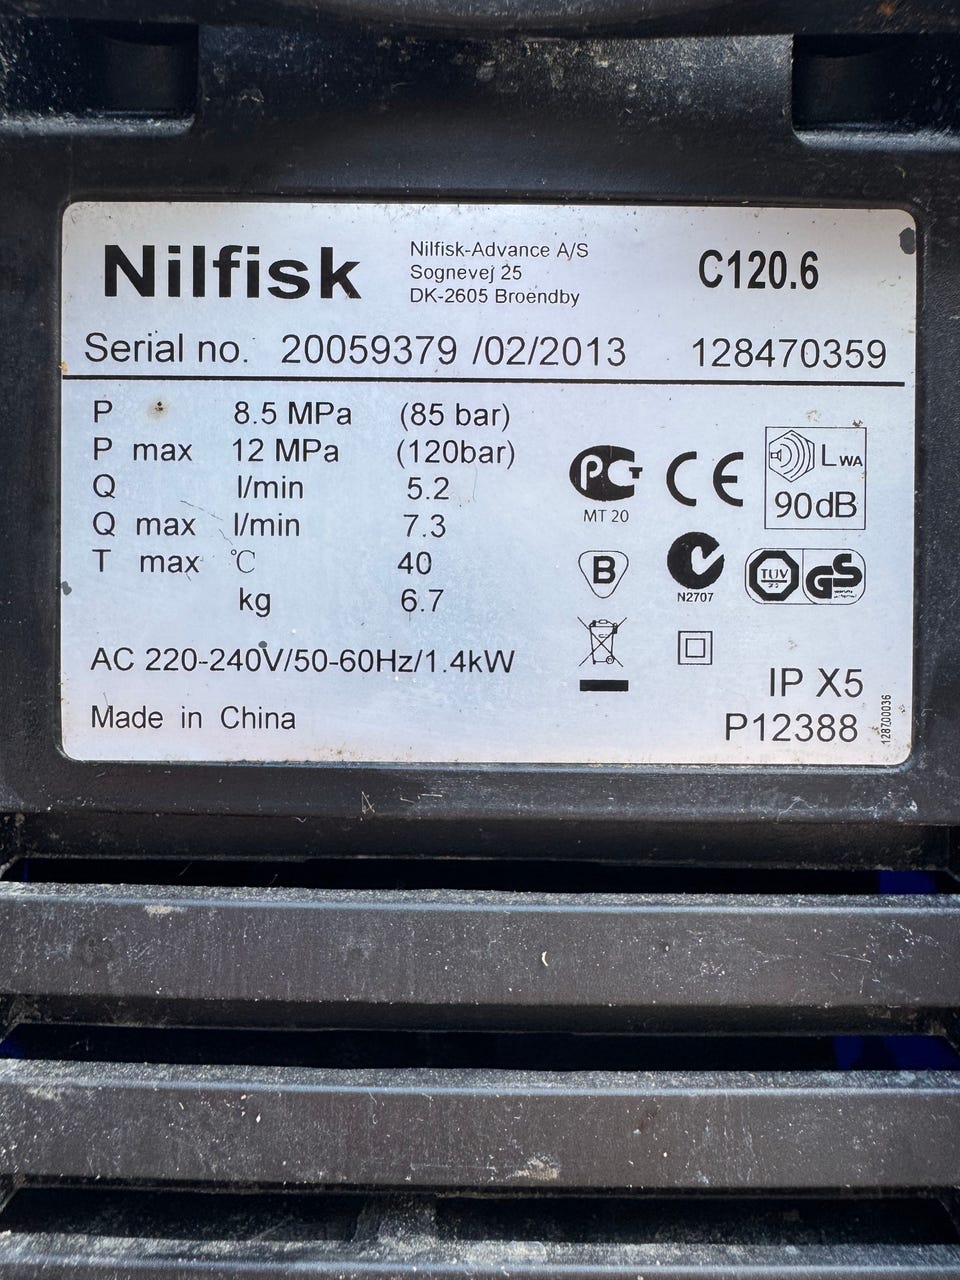 Nilfisk
Nilfisk-Advance A/S
Sognevej 25
DK-2605 Broendby
C120.6
Serial no. 20059379 /02/2013 128470359
P 8.5 MPa (85 bar)
P max 12 MPa (120bar)
Q l/min 5.2
Q max l/min 7.3
T max °C 40
kg 6.7
AC 220-240V/50-60Hz/1.4kW
Made in China
PCT
MT 20
CE
LWA
90dB
B
N2707
TUV
GS
IP X5
P12388
128700036